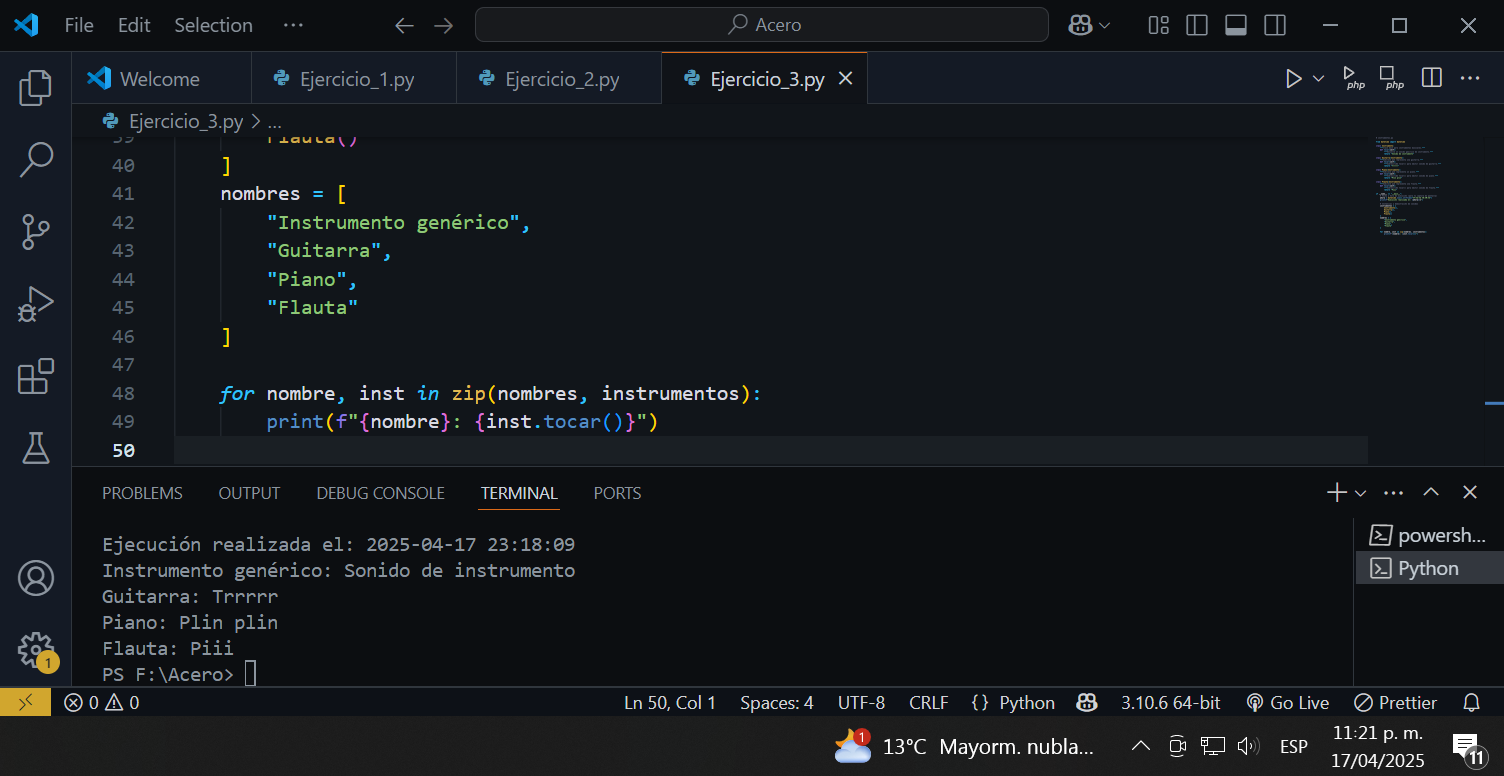 File Edit Selection ··· Acero
Welcome Ejercicio_1.py Ejercicio_2.py Ejercicio_3.py php php
Ejercicio_3.py > ...
39 Flauta()
40 ]
41 nombres = [
42 "Instrumento genérico",
43 "Guitarra",
44 "Piano",
45 "Flauta"
46 ]
47
48 for nombre, inst in zip(nombres, instrumentos):
49 print(f"{nombre}: {inst.tocar()}")
50
PROBLEMS OUTPUT DEBUG CONSOLE TERMINAL PORTS
Ejecución realizada el: 2025-04-17 23:18:09
Instrumento genérico: Sonido de instrumento
Guitarra: Trrrrr
Piano: Plin plin
Flauta: Piii
PS F:\Acero>
powersh...
Python
1
0 0 Ln 50, Col 1 Spaces: 4 UTF-8 CRLF {} Python 3.10.6 64-bit Go Live Prettier
1 13°C Mayorm. nubla... ESP 11:21 p. m.
17/04/2025 11